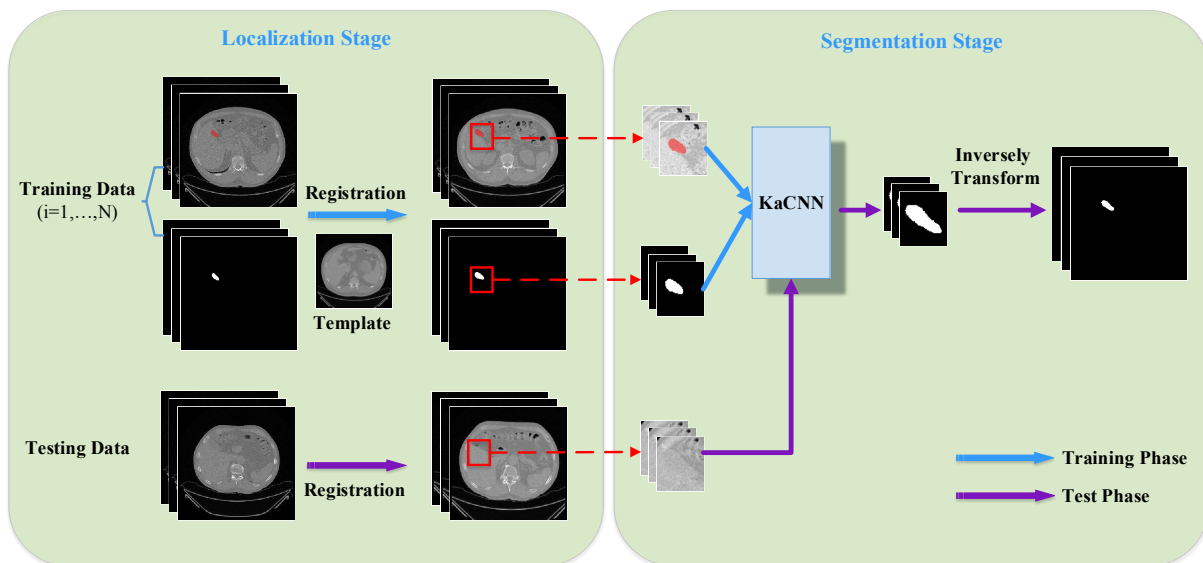 Localization Stage
Training Data
(i=1,…,N)
Registration
Template
Testing Data
Registration
Segmentation Stage
KaCNN
Inversely
Transform
Training Phase
Test Phase